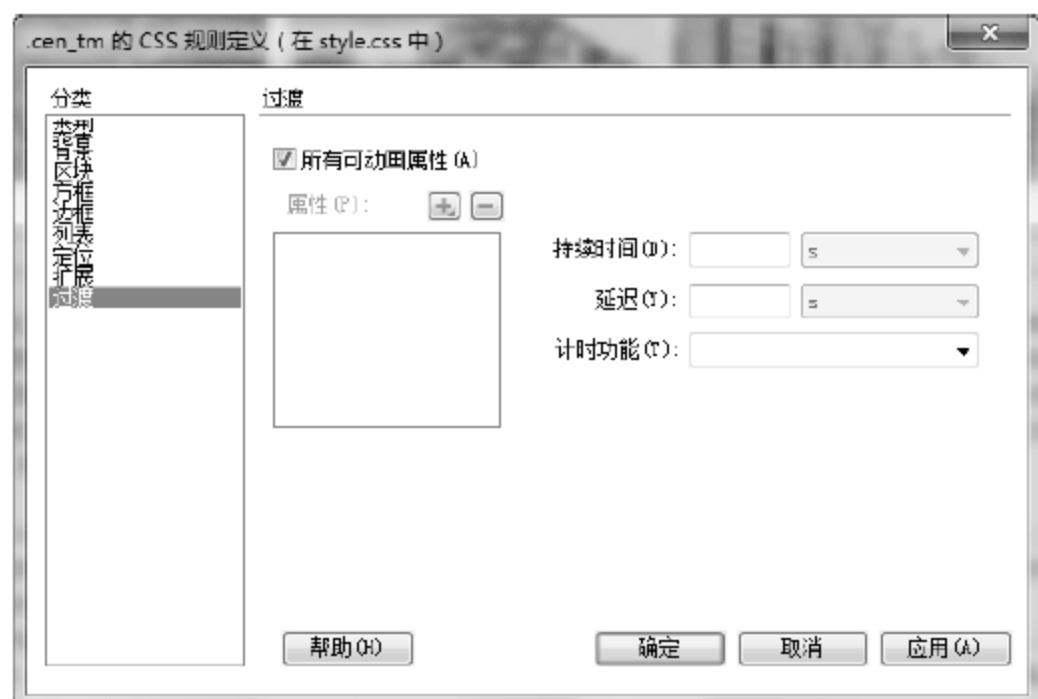 .cen_tm 的 CSS 规则定义 ( 在 style.css 中 )
分类
类型
背景
区块
方框
边框
列表
定位
扩展
过渡
过渡
所有可动画属性(A)
属性(P):
持续时间(D):
s
延迟(Y):
s
计时功能(T):
帮助(H)
确定
取消
应用(A)